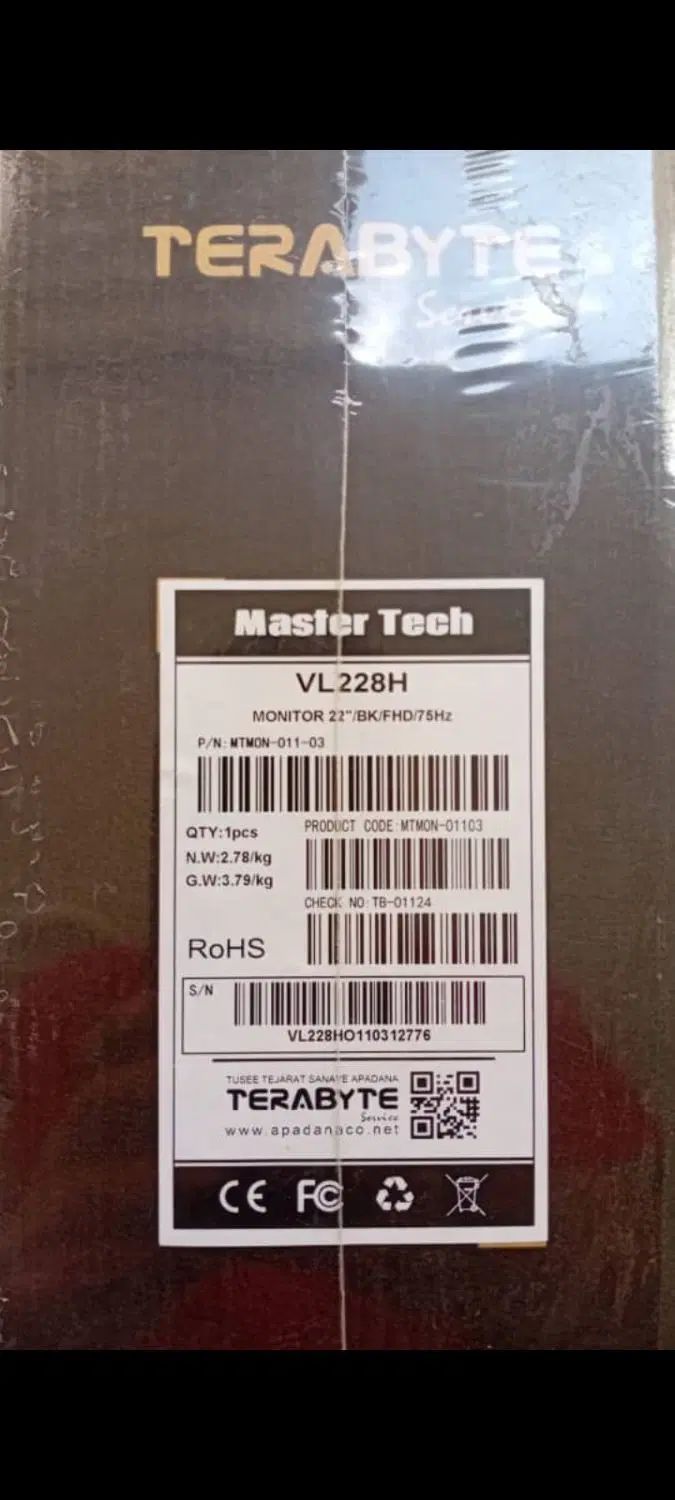 TERABYTE
Service
Master Tech
VL228H
MONITOR 22"/BK/FHD/75Hz
P/N: MTMON-011-03
PRODUCT CODE:MTMON-01103
QTY:1pcs
N.W:2.78/kg
G.W:3.79/kg
CHECK NO:TB-01124
RoHS
S/N
VL228HO110312776
TUSEE TEJARAT SANAYE APADANA
TERABYTE
Service
www.apadanaco.net
CE FC